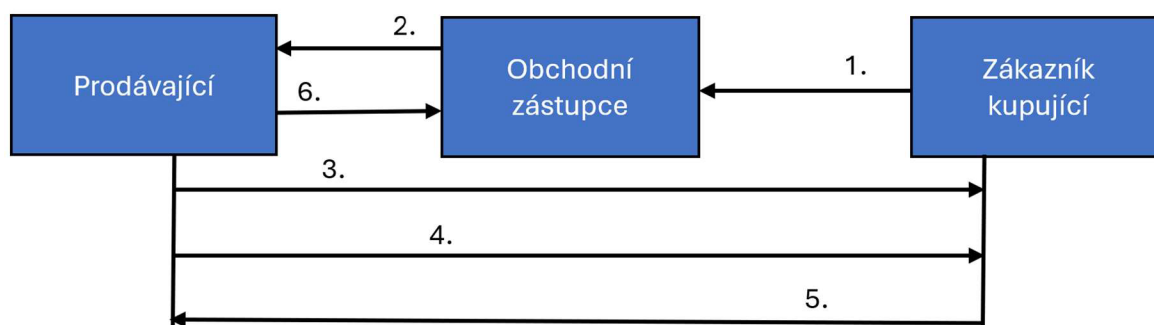 2.
1.
Prodávající
Obchodní
zástupce
Zákazník
kupující
6.
3.
4.
5.